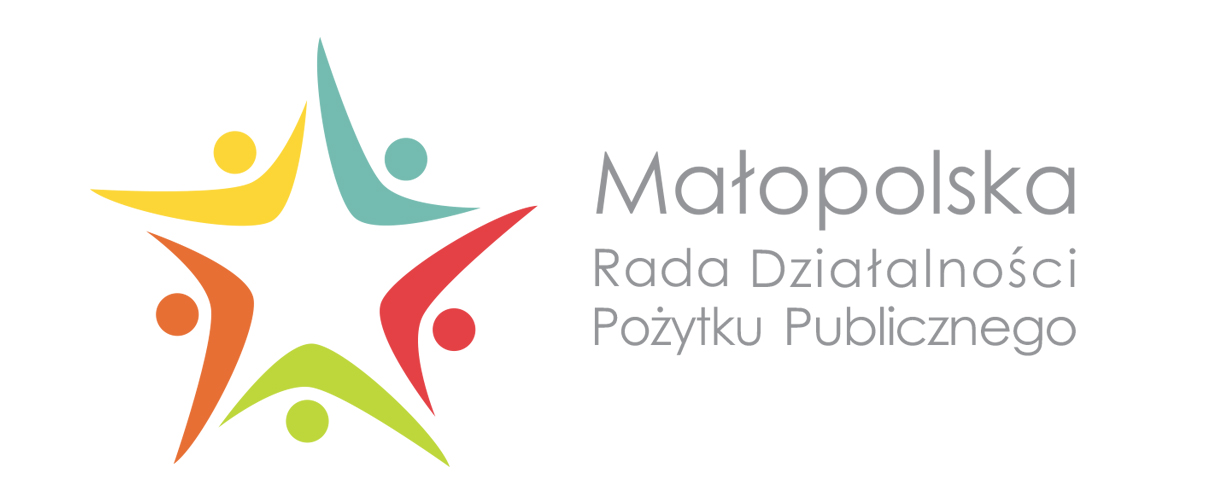 Małopolska
Rada Działalności
Pożytku Publicznego